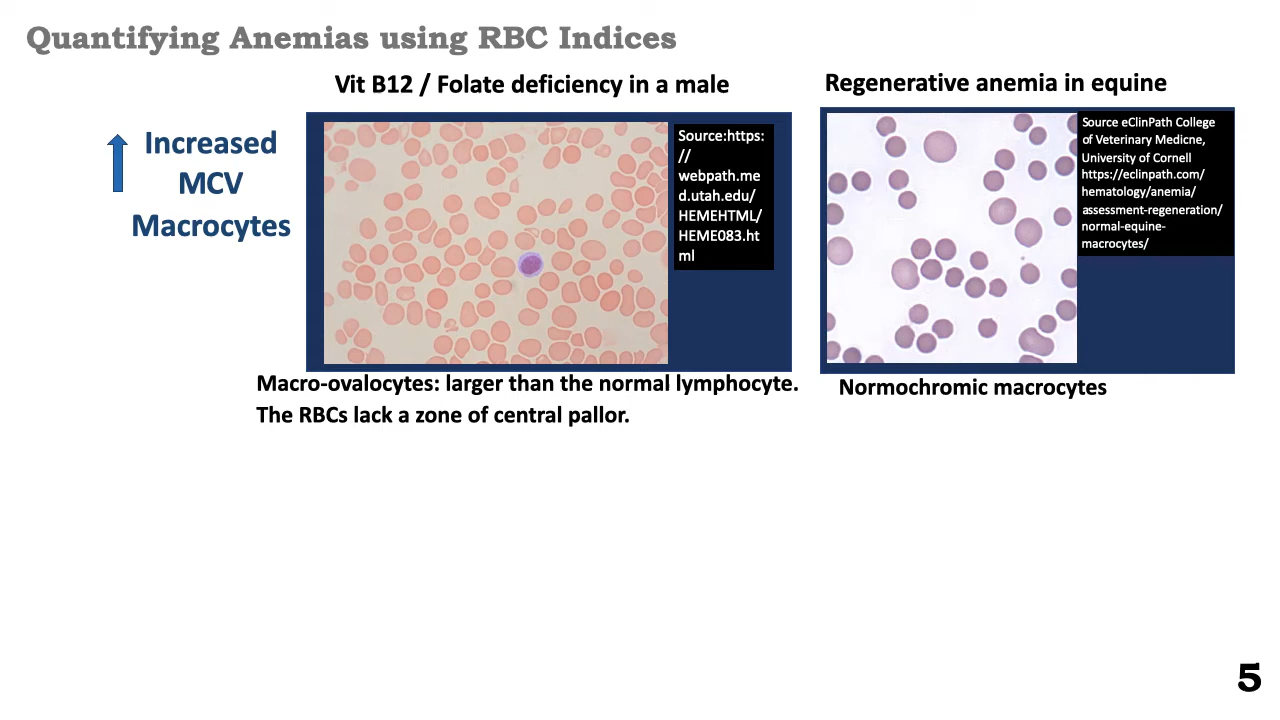 Quantifying Anemias using RBC Indices
Vit B12 / Folate deficiency in a male
Regenerative anemia in equine
Increased
MCV
Macrocytes
Source:https:
//
webpath.me
d.utah.edu/
HEMEHTML/
HEME083.ht
ml
Source eClinPath College
of Veterinary Medicne,
University of Cornell
https://eclinpath.com/
hematology/anemia/
assessment-regeneration/
normal-equine-
macrocytes/
Macro-ovalocytes: larger than the normal lymphocyte.
The RBCs lack a zone of central pallor.
Normochromic macrocytes
5